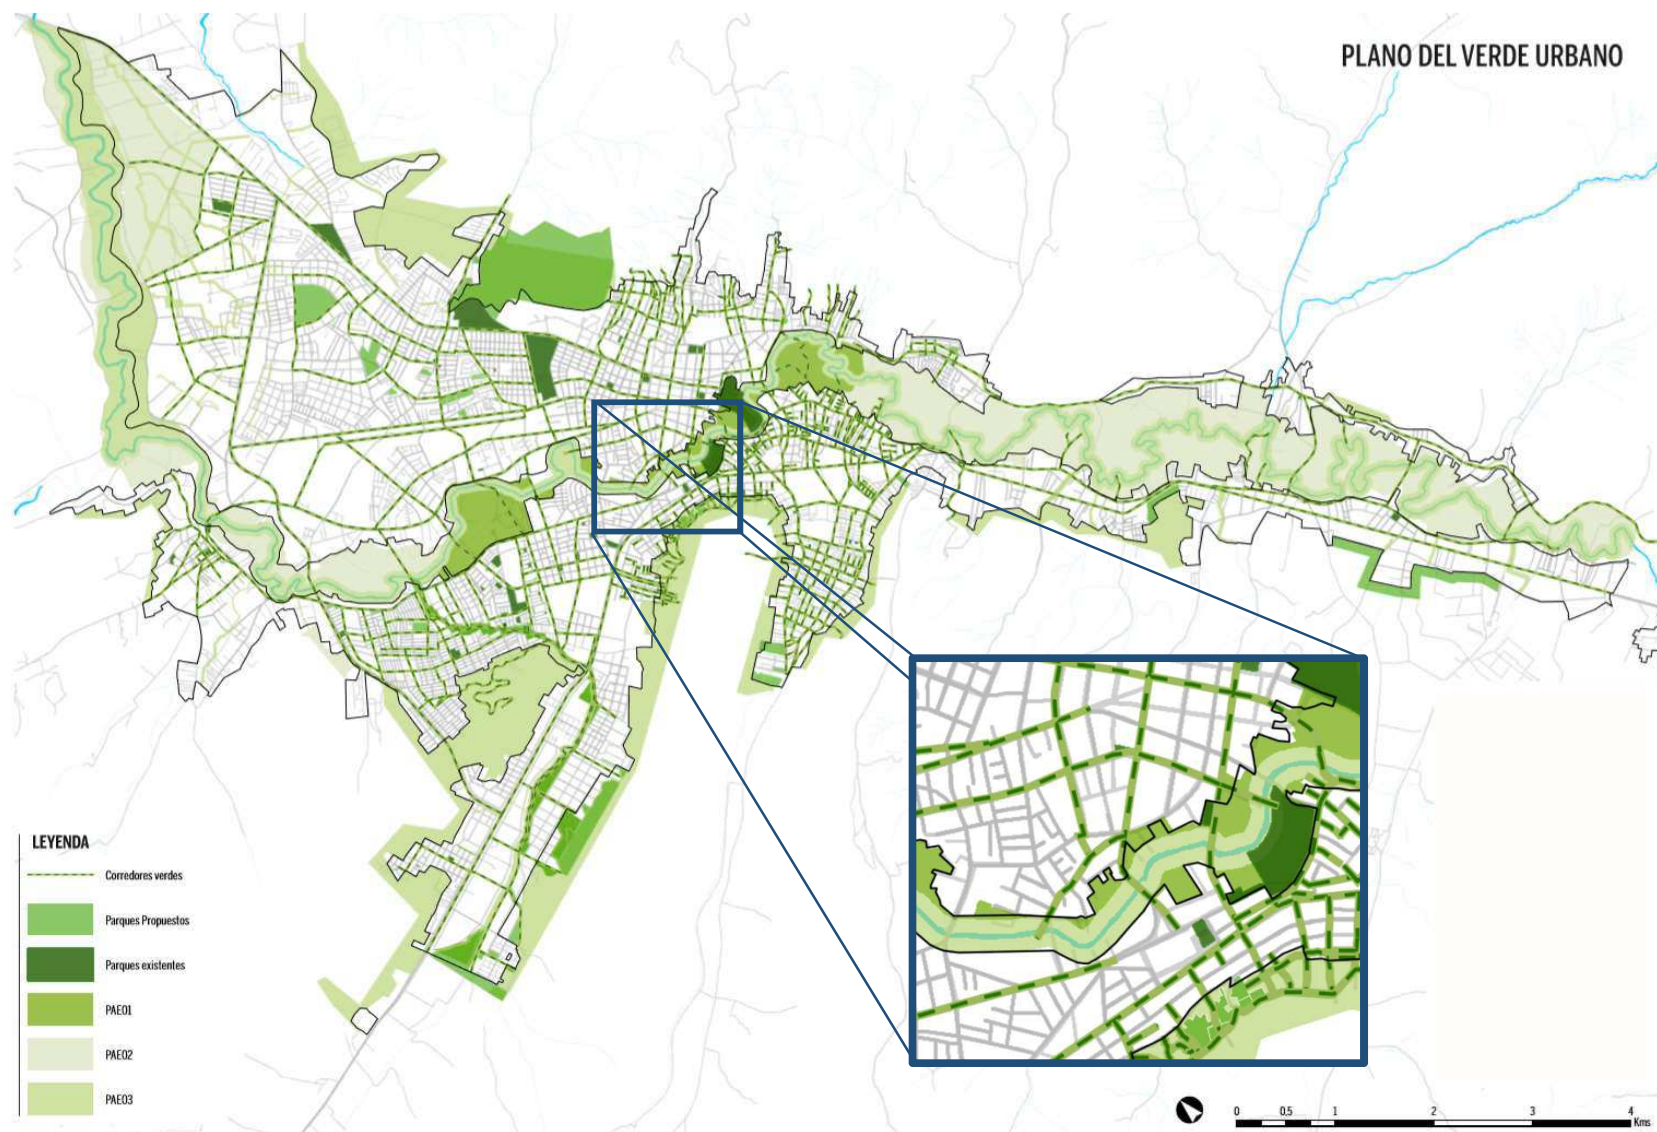 PLANO DEL VERDE URBANO
LEYENDA
Corredores verdes
Parques Propuestos
Parques existentes
PAE01
PAE02
PAE03
0 0.5 1 2 3 4
Kms